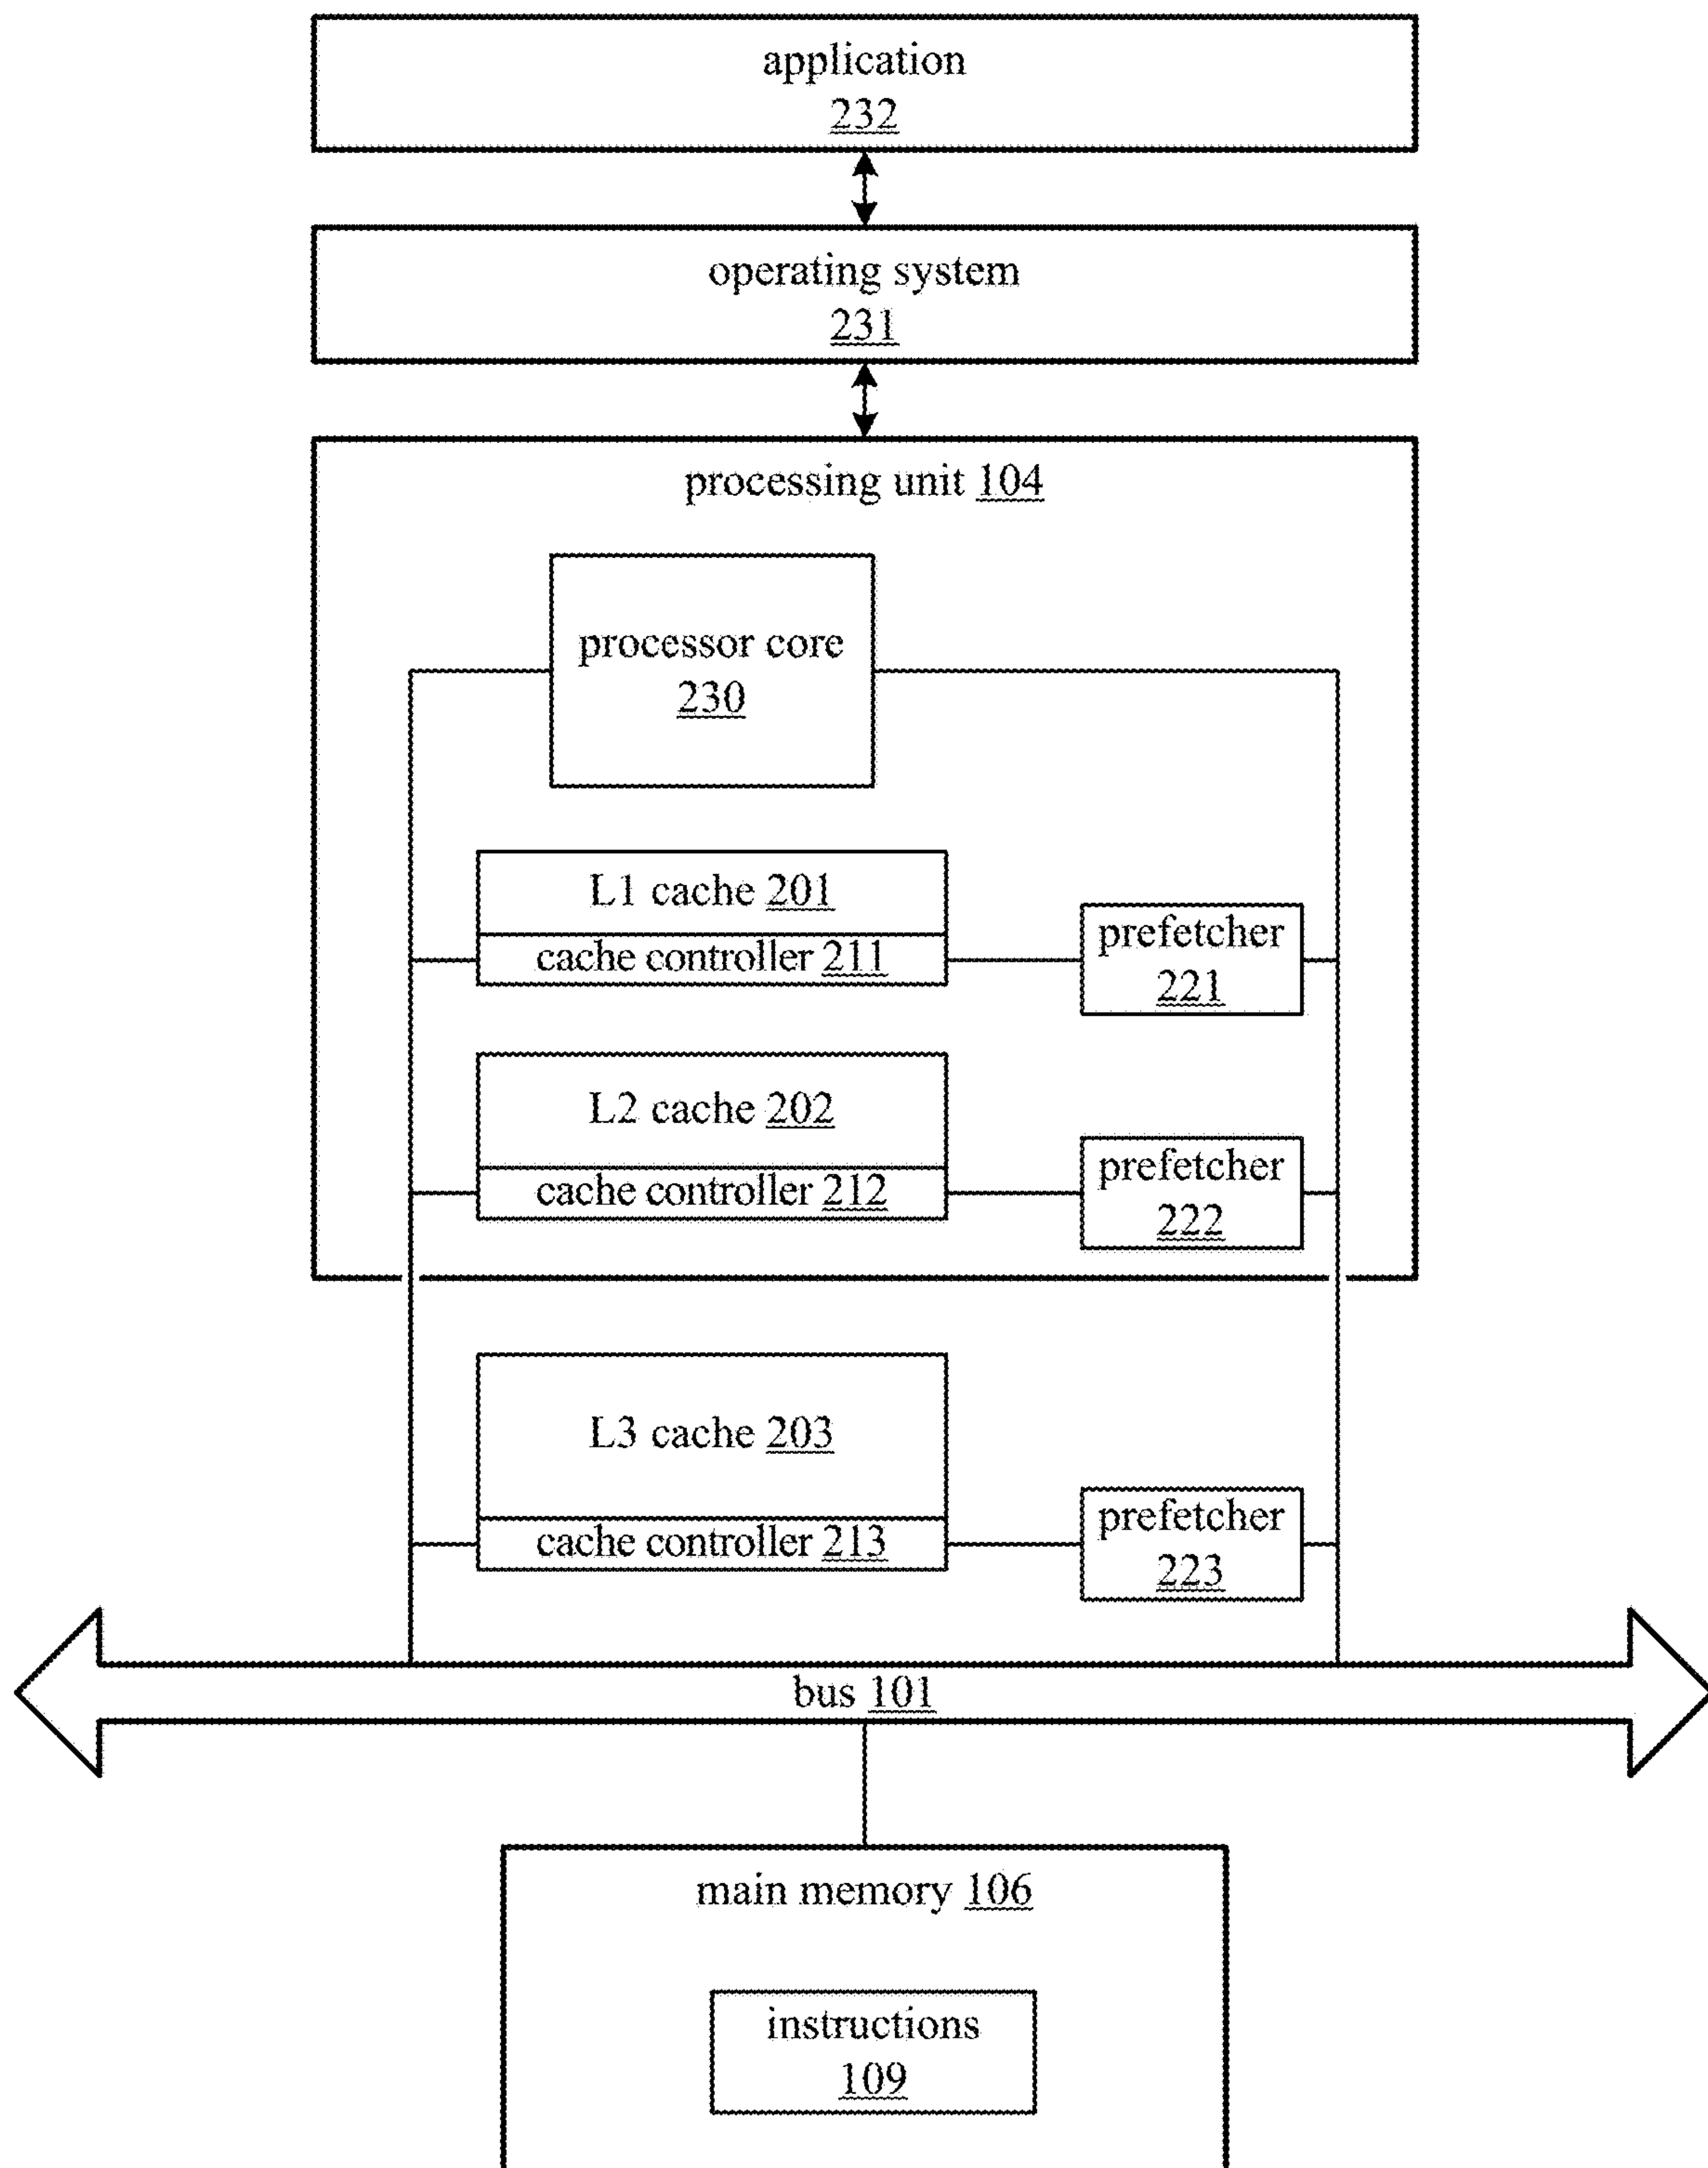 application
232
operating system
231
processing unit 104
processor core
230
L1 cache 201
cache controller 211
prefetcher
221
L2 cache 202
cache controller 212
prefetcher
222
L3 cache 203
cache controller 213
prefetcher
223
bus 101
main memory 106
instructions
109